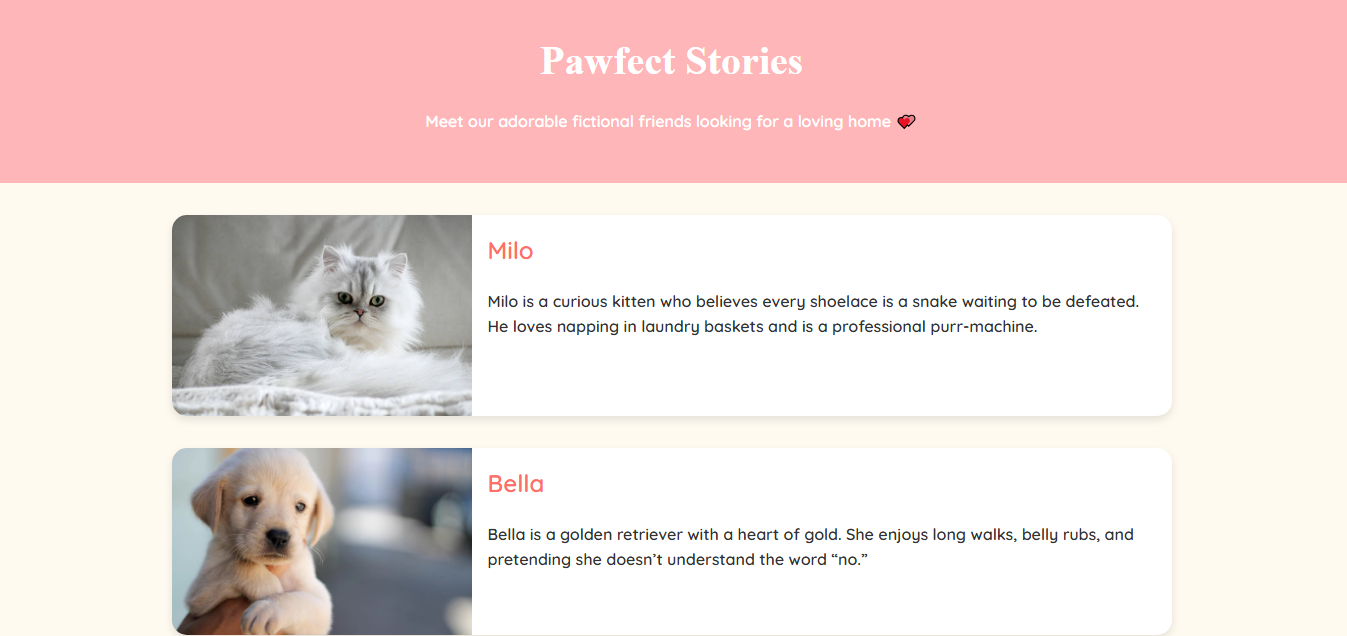 Pawfect Stories
Meet our adorable fictional friends looking for a loving home 💕
Milo
Milo is a curious kitten who believes every shoelace is a snake waiting to be defeated.
He loves napping in laundry baskets and is a professional purr-machine.
Bella
Bella is a golden retriever with a heart of gold. She enjoys long walks, belly rubs, and
pretending she doesn’t understand the word “no.”